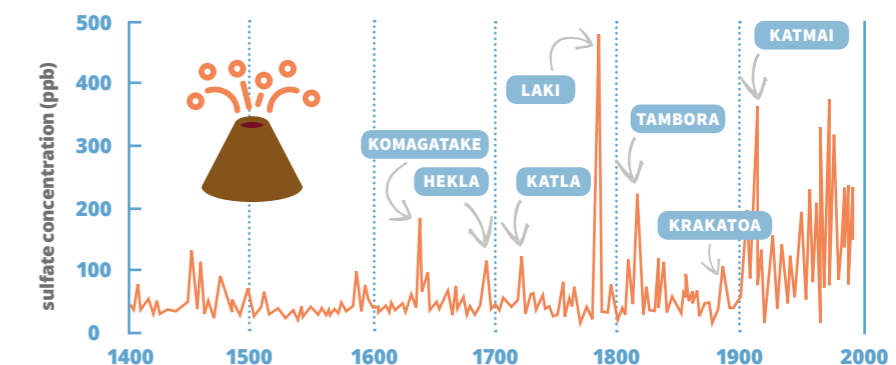 sulfate concentration (ppb)
500
400
300
200
100
0
KOMAGATAKE
HEKLA
KATLA
LAKI
TAMBORA
KRAKATOA
KATMAI
1400 1500 1600 1700 1800 1900 2000